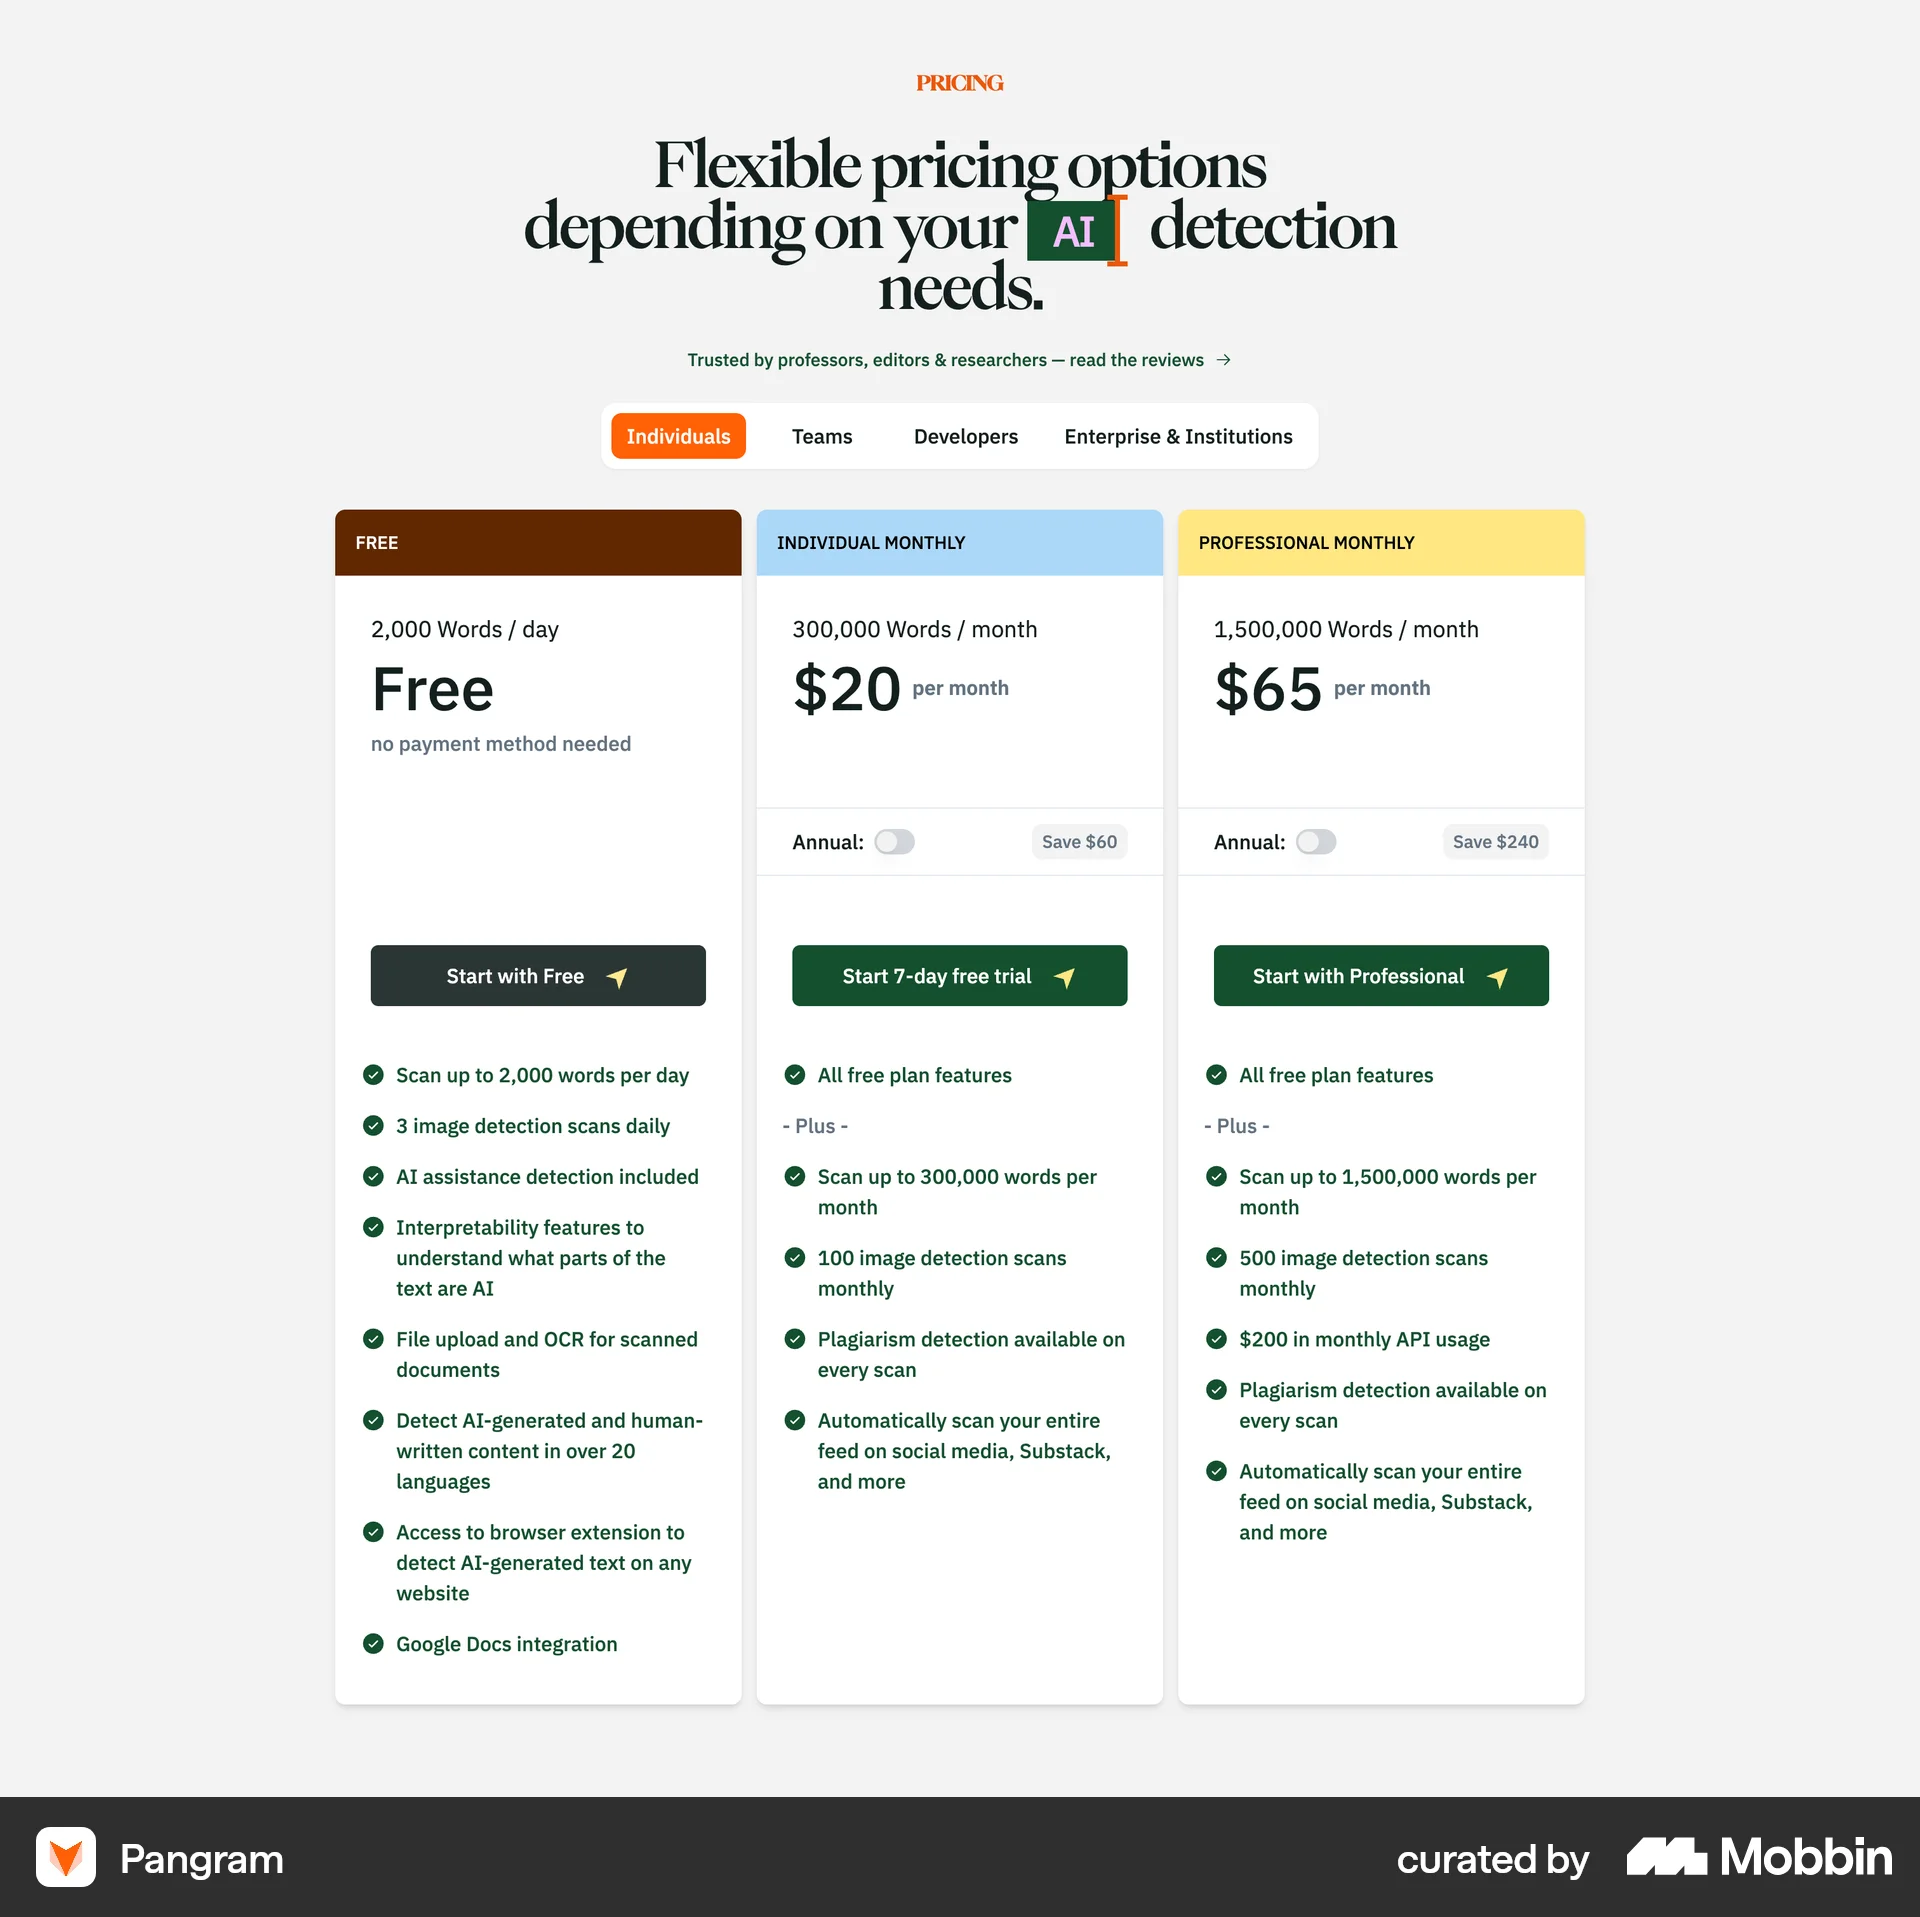 PRICING
Flexible pricing options
depending on your AI detection
needs.
Trusted by professors, editors & researchers — read the reviews →
Individuals
Teams
Developers
Enterprise & Institutions
FREE
2,000 Words / day
Free
no payment method needed
Start with Free
Scan up to 2,000 words per day
3 image detection scans daily
AI assistance detection included
Interpretability features to
understand what parts of the
text are AI
File upload and OCR for scanned
documents
Detect AI-generated and human-
written content in over 20
languages
Access to browser extension to
detect AI-generated text on any
website
Google Docs integration
INDIVIDUAL MONTHLY
300,000 Words / month
$20 per month
Annual:
Save $60
Start 7-day free trial
All free plan features
- Plus -
Scan up to 300,000 words per
month
100 image detection scans
monthly
Plagiarism detection available on
every scan
Automatically scan your entire
feed on social media, Substack,
and more
PROFESSIONAL MONTHLY
1,500,000 Words / month
$65 per month
Annual:
Save $240
Start with Professional
All free plan features
- Plus -
Scan up to 1,500,000 words per
month
500 image detection scans
monthly
$200 in monthly API usage
Plagiarism detection available on
every scan
Automatically scan your entire
feed on social media, Substack,
and more
Pangram
curated by
Mobbin